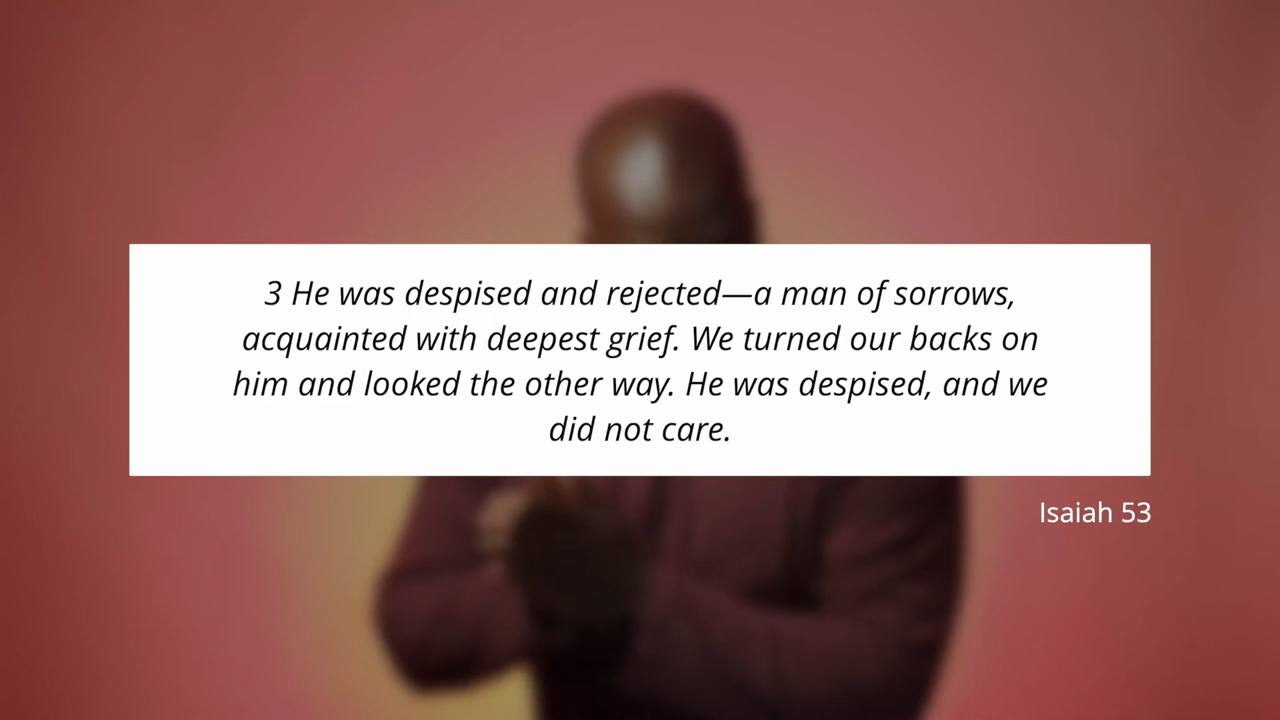 3 He was despised and rejected—a man of sorrows,
acquainted with deepest grief. We turned our backs on
him and looked the other way. He was despised, and we
did not care.
Isaiah 53